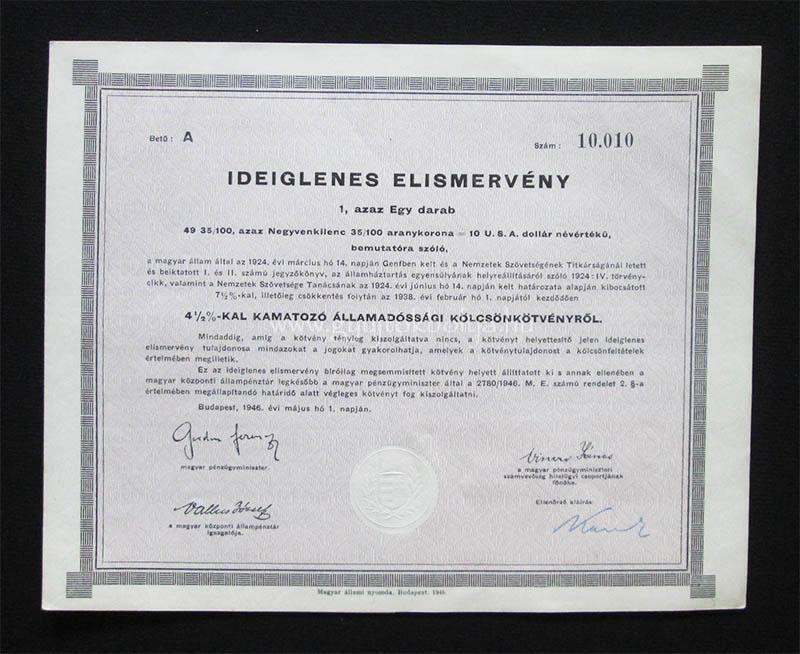 Betű: A
Szám: 10.010
IDEIGLENES ELISMERVÉNY
1, azaz Egy darab
49 35/100, azaz Negyvenkilenc 35/100 aranykorona = 10 U. S. A. dollár névértékű,
bemutatóra szóló,
a magyar állam által az 1924. évi március hó 14. napján Genfben kelt és a Nemzetek Szövetségének Titkárságánál letett
és beiktatott I. és II. számú jegyzőkönyv, az államháztartás egyensúlyának helyreállításáról szóló 1924: IV. törvény-
cikk, valamint a Nemzetek Szövetsége Tanácsának az 1924. évi június hó 14. napján kelt határozata alapján kibocsátott
7½%-kal, illetőleg csökkentés folytán az 1938. évi február hó 1. napjától kezdődően
4½%-KAL KAMATOZÓ ÁLLAMADÓSSÁGI KÖLCSÖNKÖTVÉNYRŐL.
www.gyujtokboltja.hu
Mindaddig, amíg a kötvény tényleg kiszolgáltatva nincs, a kötvényt helyettesítő jelen ideiglenes
elismervény tulajdonosa mindazokat a jogokat gyakorolhatja, amelyek a kötvénytulajdonost a kölcsönfeltételek
értelmében megilletik.
Ez az ideiglenes elismervény bíróilag megsemmisített kötvény helyett állíttatott ki s annak ellenében a
magyar központi állampénztár legkésőbb a magyar pénzügyminiszter által a 2780/1946. M. E. számú rendelet 2. §-a
értelmében megállapítandó határidő alatt végleges kötvényt fog kiszolgáltatni.
Budapest, 1946. évi május hó 1. napján.
magyar pénzügyminiszter.
a magyar pénzügyminiszteri
számvevőség hitelügyi csoportjának
főnöke.
József
a magyar központi állampénztár
igazgatója.
Ellenőrző aláírás:
Magyar állami nyomda. Budapest. 1946.